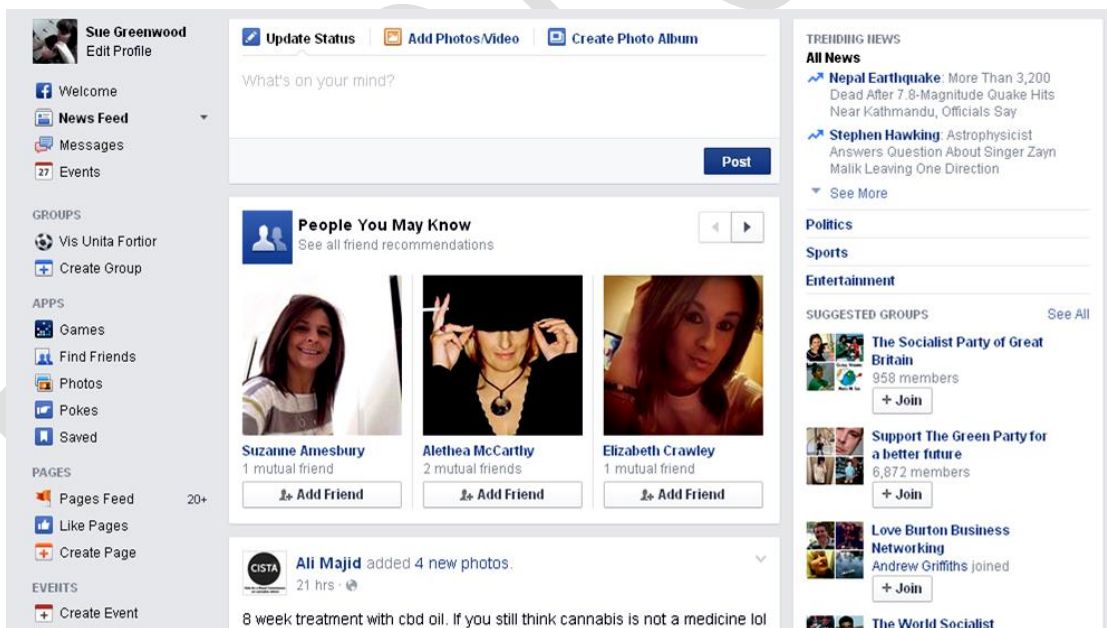 Sue Greenwood
Edit Profile
Welcome
News Feed
Messages
27 Events
GROUPS
Vis Unita Fortior
Create Group
APPS
Games
Find Friends
Photos
Pokes
Saved
PAGES
Pages Feed 20+
Like Pages
Create Page
EVENTS
Create Event
Update Status Add Photos/Video Create Photo Album
What's on your mind?
Post
People You May Know
See all friend recommendations
Suzanne Amesbury
1 mutual friend
Add Friend
Alethea McCarthy
2 mutual friends
Add Friend
Elizabeth Crawley
1 mutual friend
Add Friend
CISTA
Ali Majid added 4 new photos.
21 hrs ·
8 week treatment with cbd oil. If you still think cannabis is not a medicine lol
TRENDING NEWS
All News
Nepal Earthquake: More Than 3,200
Dead After 7.8-Magnitude Quake Hits
Near Kathmandu, Officials Say
Stephen Hawking: Astrophysicist
Answers Question About Singer Zayn
Malik Leaving One Direction
See More
Politics
Sports
Entertainment
SUGGESTED GROUPS See All
The Socialist Party of Great
Britain
958 members
+ Join
Support The Green Party for
a better future
6,872 members
+ Join
Love Burton Business
Networking
Andrew Griffiths joined
+ Join
The World Socialist